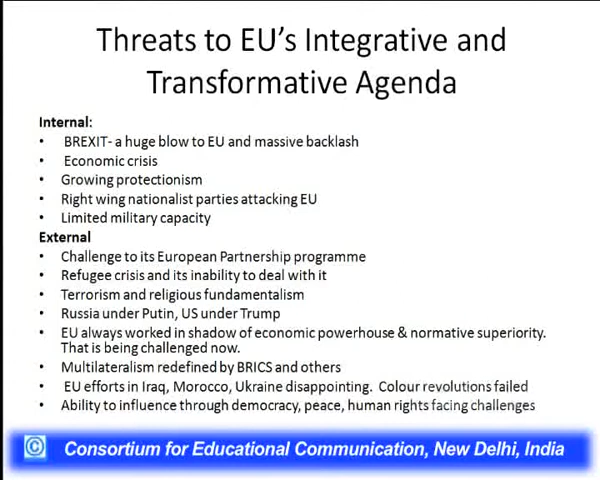 Threats to EU's Integrative and
Transformative Agenda
Internal:
• BREXIT- a huge blow to EU and massive backlash
• Economic crisis
• Growing protectionism
• Right wing nationalist parties attacking EU
• Limited military capacity
External
• Challenge to its European Partnership programme
• Refugee crisis and its inability to deal with it
• Terrorism and religious fundamentalism
• Russia under Putin, US under Trump
• EU always worked in shadow of economic powerhouse & normative superiority.
That is being challenged now.
• Multilateralism redefined by BRICS and others
• EU efforts in Iraq, Morocco, Ukraine disappointing. Colour revolutions failed
• Ability to influence through democracy, peace, human rights facing challenges
© Consortium for Educational Communication, New Delhi, India